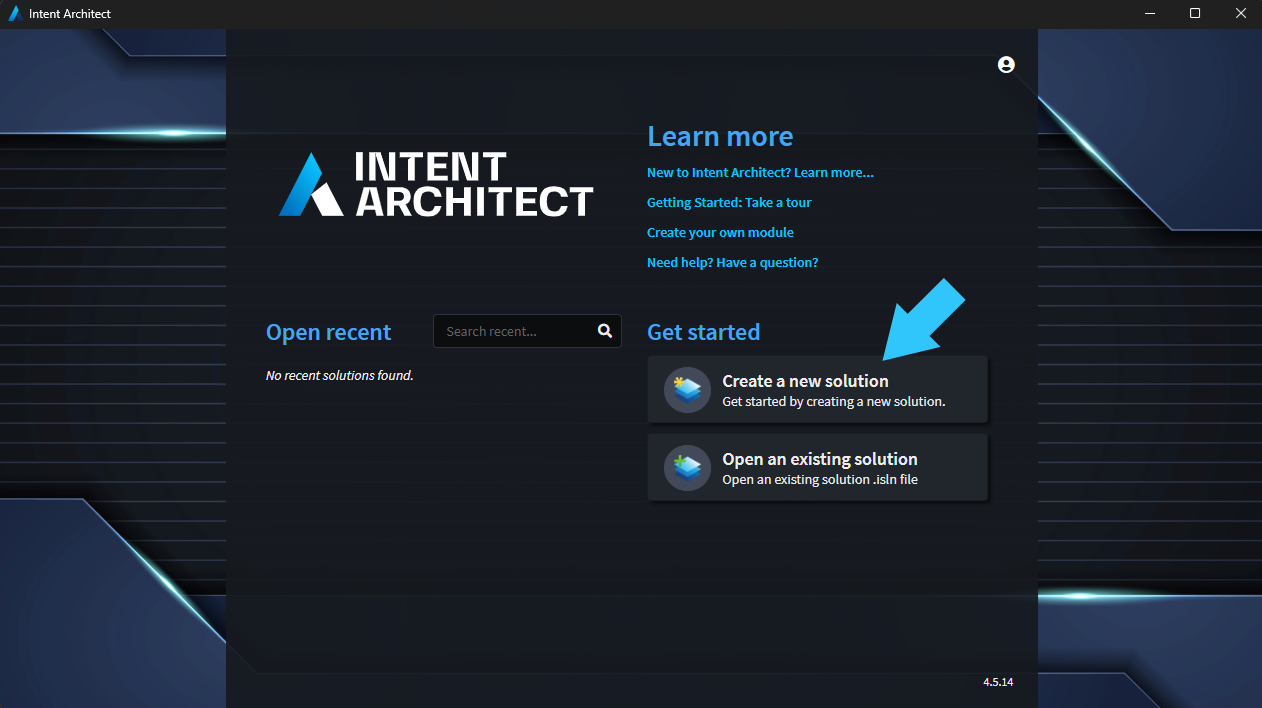 Intent Architect
INTENT
ARCHITECT
Learn more
New to Intent Architect? Learn more...
Getting Started: Take a tour
Create your own module
Need help? Have a question?
Open recent
Search recent...
No recent solutions found.
Get started
Create a new solution
Get started by creating a new solution.
Open an existing solution
Open an existing solution .isln file
4.5.14